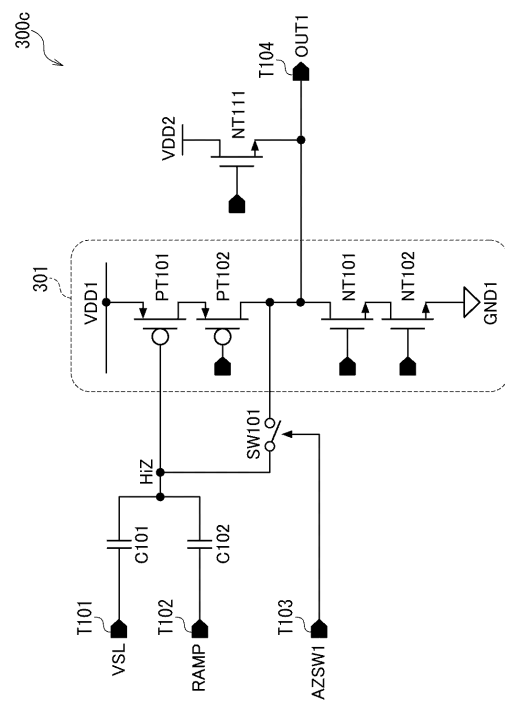 300c
301
VDD1
PT101
PT102
NT101
NT102
GND1
VDD2
NT111
T104
OUT1
HiZ
SW101
C101
C102
T101
VSL
T102
RAMP
T103
AZSW1